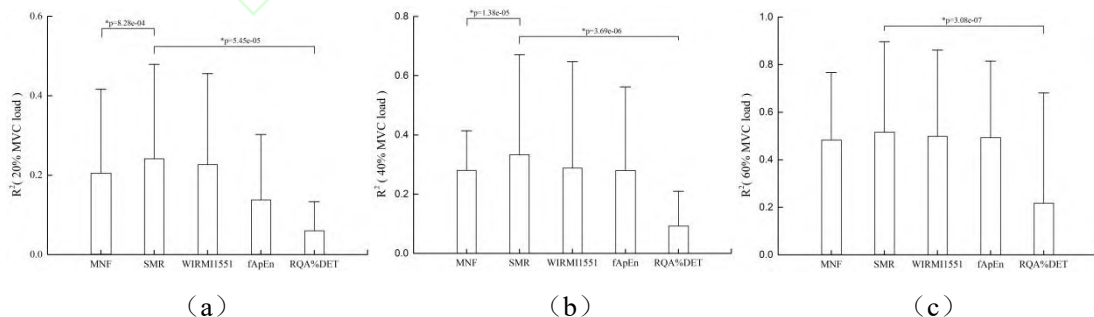 *p=8.28e-04
*p=5.45e-05
0.6
0.4
0.2
0.0
R²( 20% MVC load )
MNF SMR WIRMI1551 fApEn RQA%DET
(a)
*p=1.38e-05
*p=3.69e-06
0.8
0.6
0.4
0.2
0.0
R²( 40% MVC load )
MNF SMR WIRMI1551 fApEn RQA%DET
(b)
*p=3.08e-07
1.0
0.8
0.6
0.4
0.2
0.0
R²( 60% MVC load )
MNF SMR WIRMI1551 fApEn RQA%DET
(c)